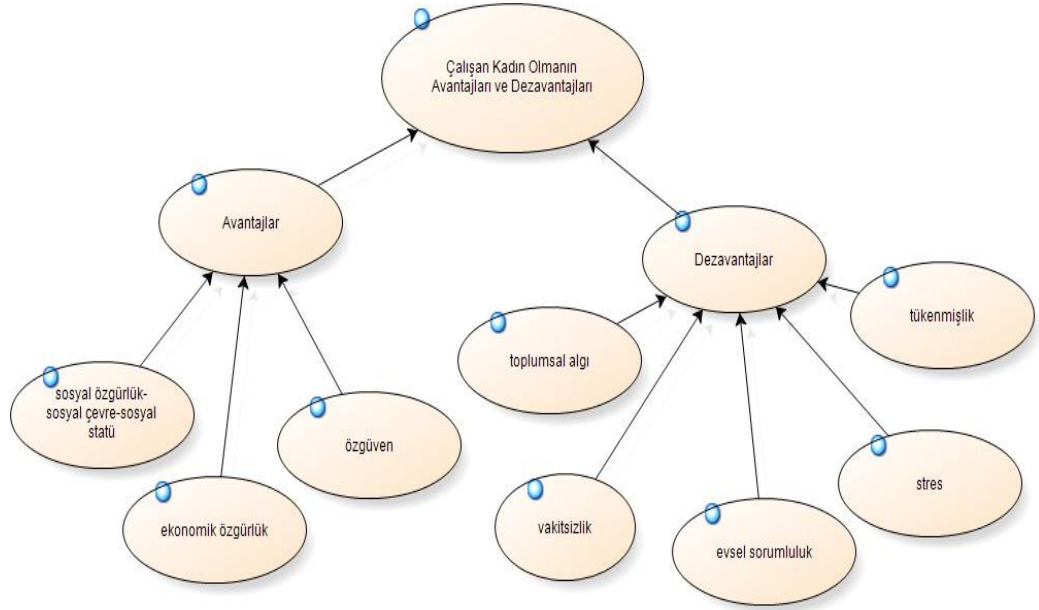 Çalışan Kadın Olmanın
Avantajları ve Dezavantajları
Avantajlar
Dezavantajlar
tükenmişlik
toplumsal algı
sosyal özgürlük-
sosyal çevre-sosyal
statü
özgüven
stres
ekonomik özgürlük
vakitsizlik
evsel sorumluluk